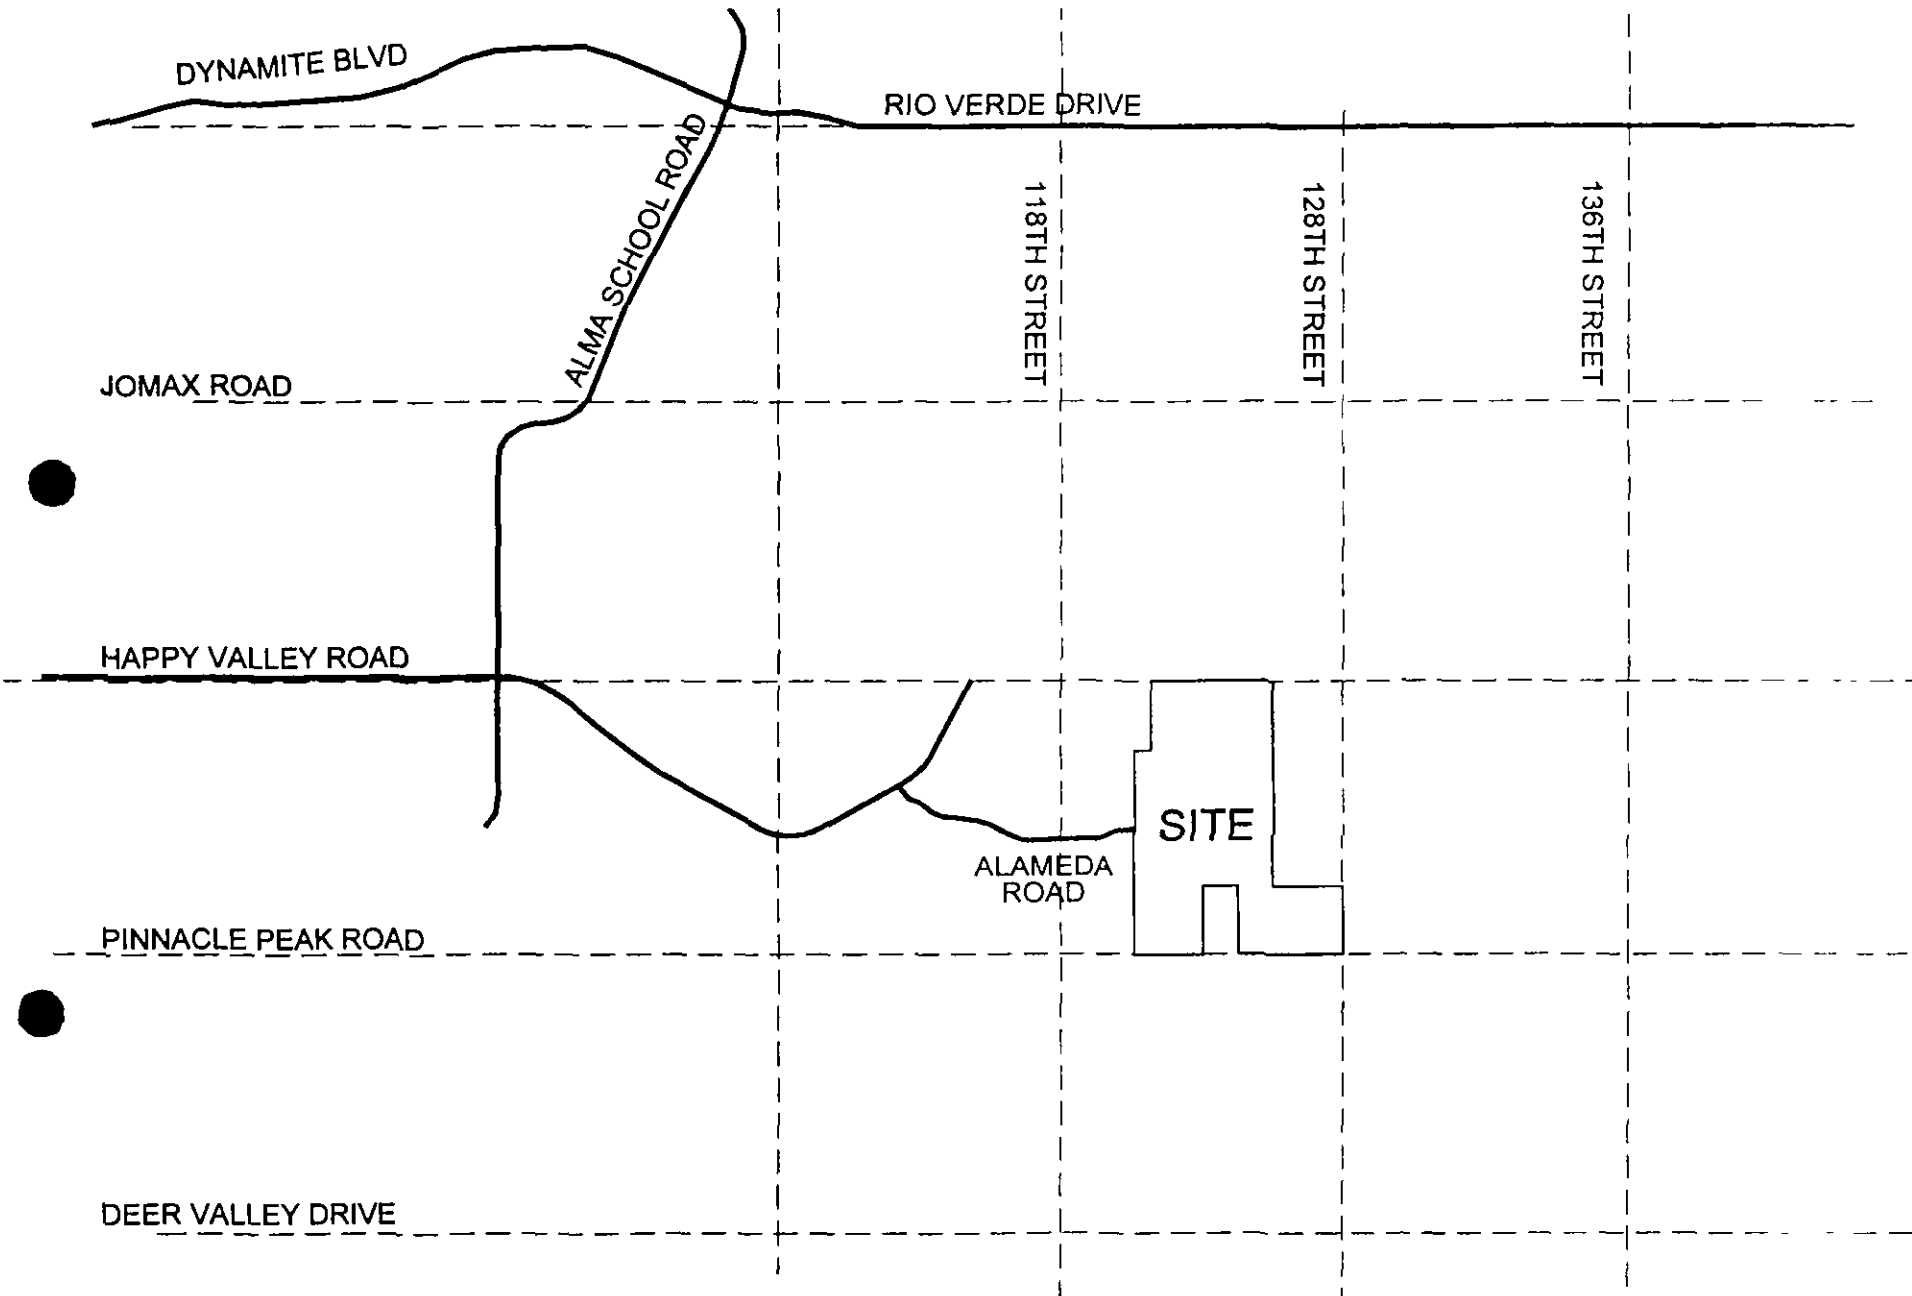 DYNAMITE BLVD
RIO VERDE DRIVE
ALMA SCHOOL ROAD
118TH STREET
128TH STREET
136TH STREET
JOMAX ROAD
HAPPY VALLEY ROAD
SITE
ALAMEDA
ROAD
PINNACLE PEAK ROAD
DEER VALLEY DRIVE